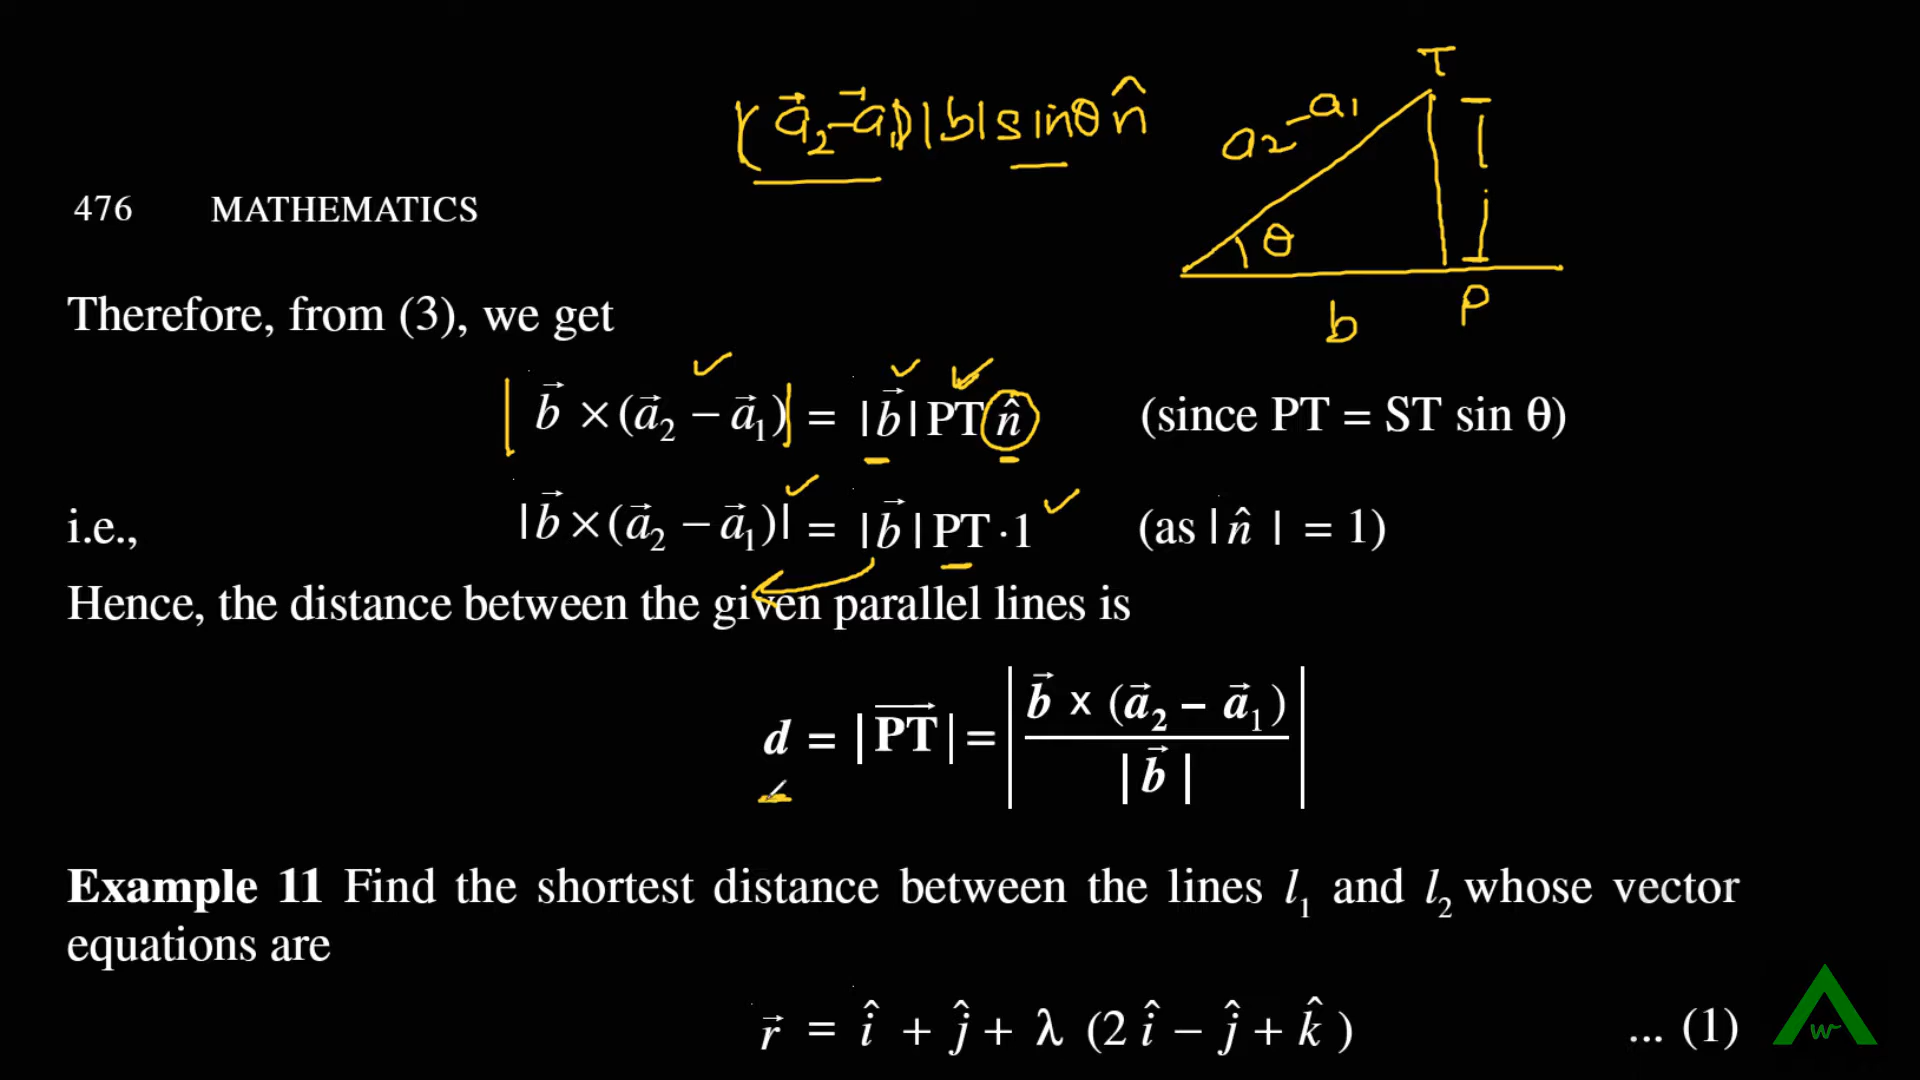 (a⃗₂-a⃗₁)|b|sinθ n̂
T
a₂-a₁
θ
b
P
476 MATHEMATICS
Therefore, from (3), we get
|b⃗ × (a⃗₂ − a⃗₁)| = |b⃗| PT n̂ (since PT = ST sin θ)
i.e., |b⃗ × (a⃗₂ − a⃗₁)| = |b⃗| PT · 1 (as |n̂| = 1)
Hence, the distance between the given parallel lines is
d = |PT⃗| = | b⃗ × (a⃗₂ − a⃗₁) / |b⃗| |
Example 11 Find the shortest distance between the lines l₁ and l₂ whose vector
equations are
r⃗ = î + ĵ + λ (2 î − ĵ + k̂ ) ... (1)
w